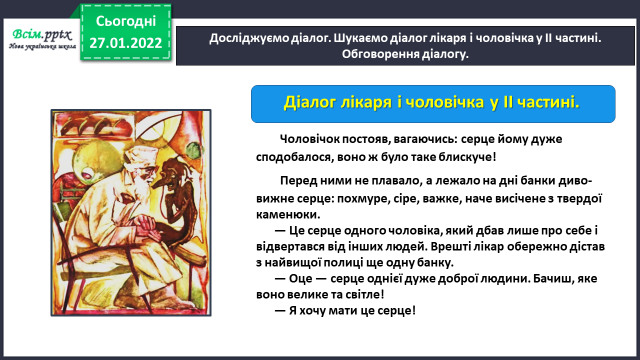 Всім.pptx
Нова українська школа
Сьогодні
27.01.2022
Досліджуємо діалог. Шукаємо діалог лікаря і чоловічка у ІІ частині.
Обговорення діалогу.
Діалог лікаря і чоловічка у ІІ частині.
Чоловічок постояв, вагаючись: серце йому дуже
сподобалося, воно ж було таке блискуче!
Перед ними не плавало, а лежало на дні банки диво-
вижне серце: похмуре, сіре, важке, наче висічене з твердої
каменюки.
— Це серце одного чоловіка, який дбав лише про себе і
відвертався від інших людей. Врешті лікар обережно дістав
з найвищої полиці ще одну банку.
— Оце — серце однієї дуже доброї людини. Бачиш, яке
воно велике та світле!
— Я хочу мати це серце!